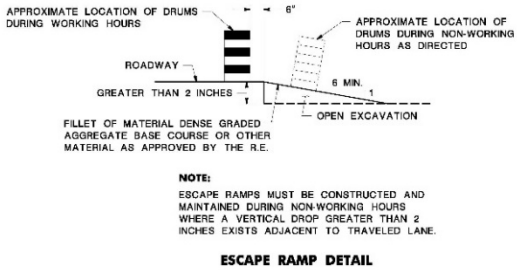 APPROXIMATE LOCATION OF DRUMS
DURING WORKING HOURS
6"
APPROXIMATE LOCATION OF
DRUMS DURING NON-WORKING
HOURS AS DIRECTED
ROADWAY
6 MIN.
1
GREATER THAN 2 INCHES
OPEN EXCAVATION
FILLET OF MATERIAL DENSE GRADED
AGGREGATE BASE COURSE OR OTHER
MATERIAL AS APPROVED BY THE R.E.
NOTE:
ESCAPE RAMPS MUST BE CONSTRUCTED AND
MAINTAINED DURING NON-WORKING HOURS
WHERE A VERTICAL DROP GREATER THAN 2
INCHES EXISTS ADJACENT TO TRAVELED LANE.
ESCAPE RAMP DETAIL